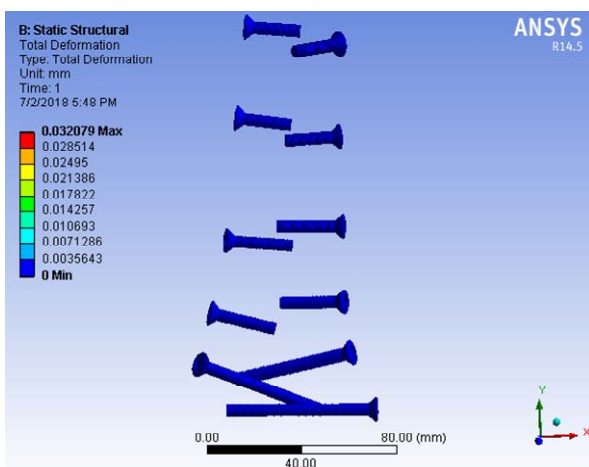 B: Static Structural
Total Deformation
Type: Total Deformation
Unit: mm
Time: 1
7/2/2018 5:48 PM
ANSYS
R14.5
0.032079 Max
0.028514
0.02495
0.021386
0.017822
0.014257
0.010693
0.0071286
0.0035643
0 Min
0.00
80.00 (mm)
40.00
Y
X